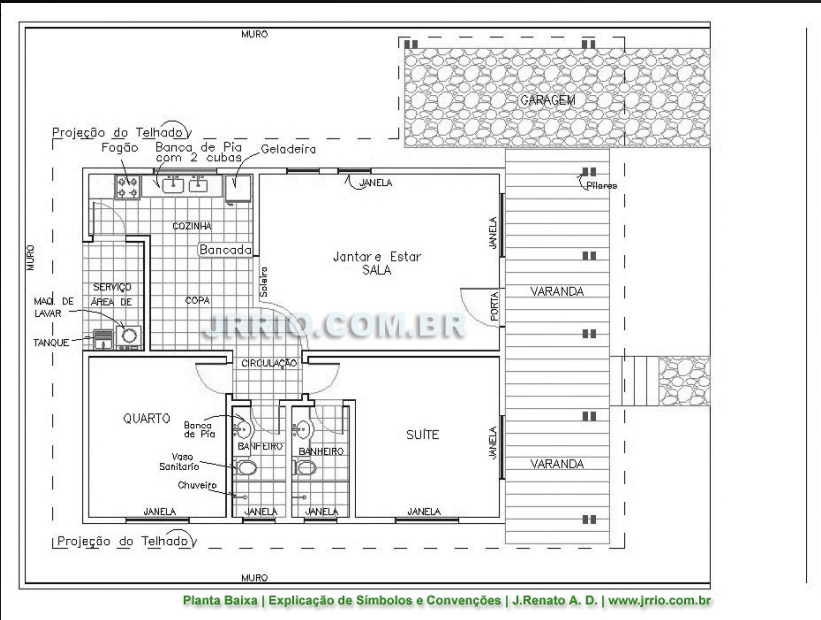 MURO
GARAGEM
Projeção do Telhado
Fogão
Banca de Pia
com 2 cubas
Geladeira
JANELA
Pilares
COZINHA
Bancada
JANELA
MURO
Jantar e Estar
SALA
Soleira
SERVIÇO
ÁREA DE
COPA
MAQ. DE
LAVAR
PORTA
VARANDA
JRRIO.COM.BR
TANQUE
CIRCULAÇÃO
QUARTO
Banca
de Pia
BANHEIRO
BANHEIRO
SUÍTE
JANELA
Vaso
Sanitario
VARANDA
Chuveiro
JANELA
JANELA
JANELA
JANELA
Projeção do Telhado
MURO
Planta Baixa | Explicação de Símbolos e Convenções | J.Renato A. D. | www.jrrio.com.br